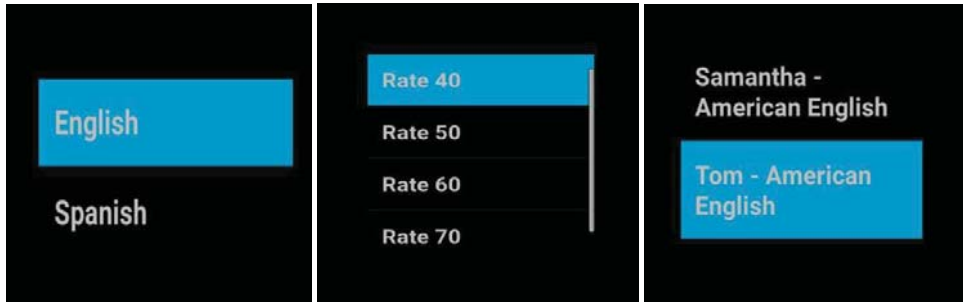 English
Spanish
Rate 40
Rate 50
Rate 60
Rate 70
Samantha -
American English
Tom - American
English